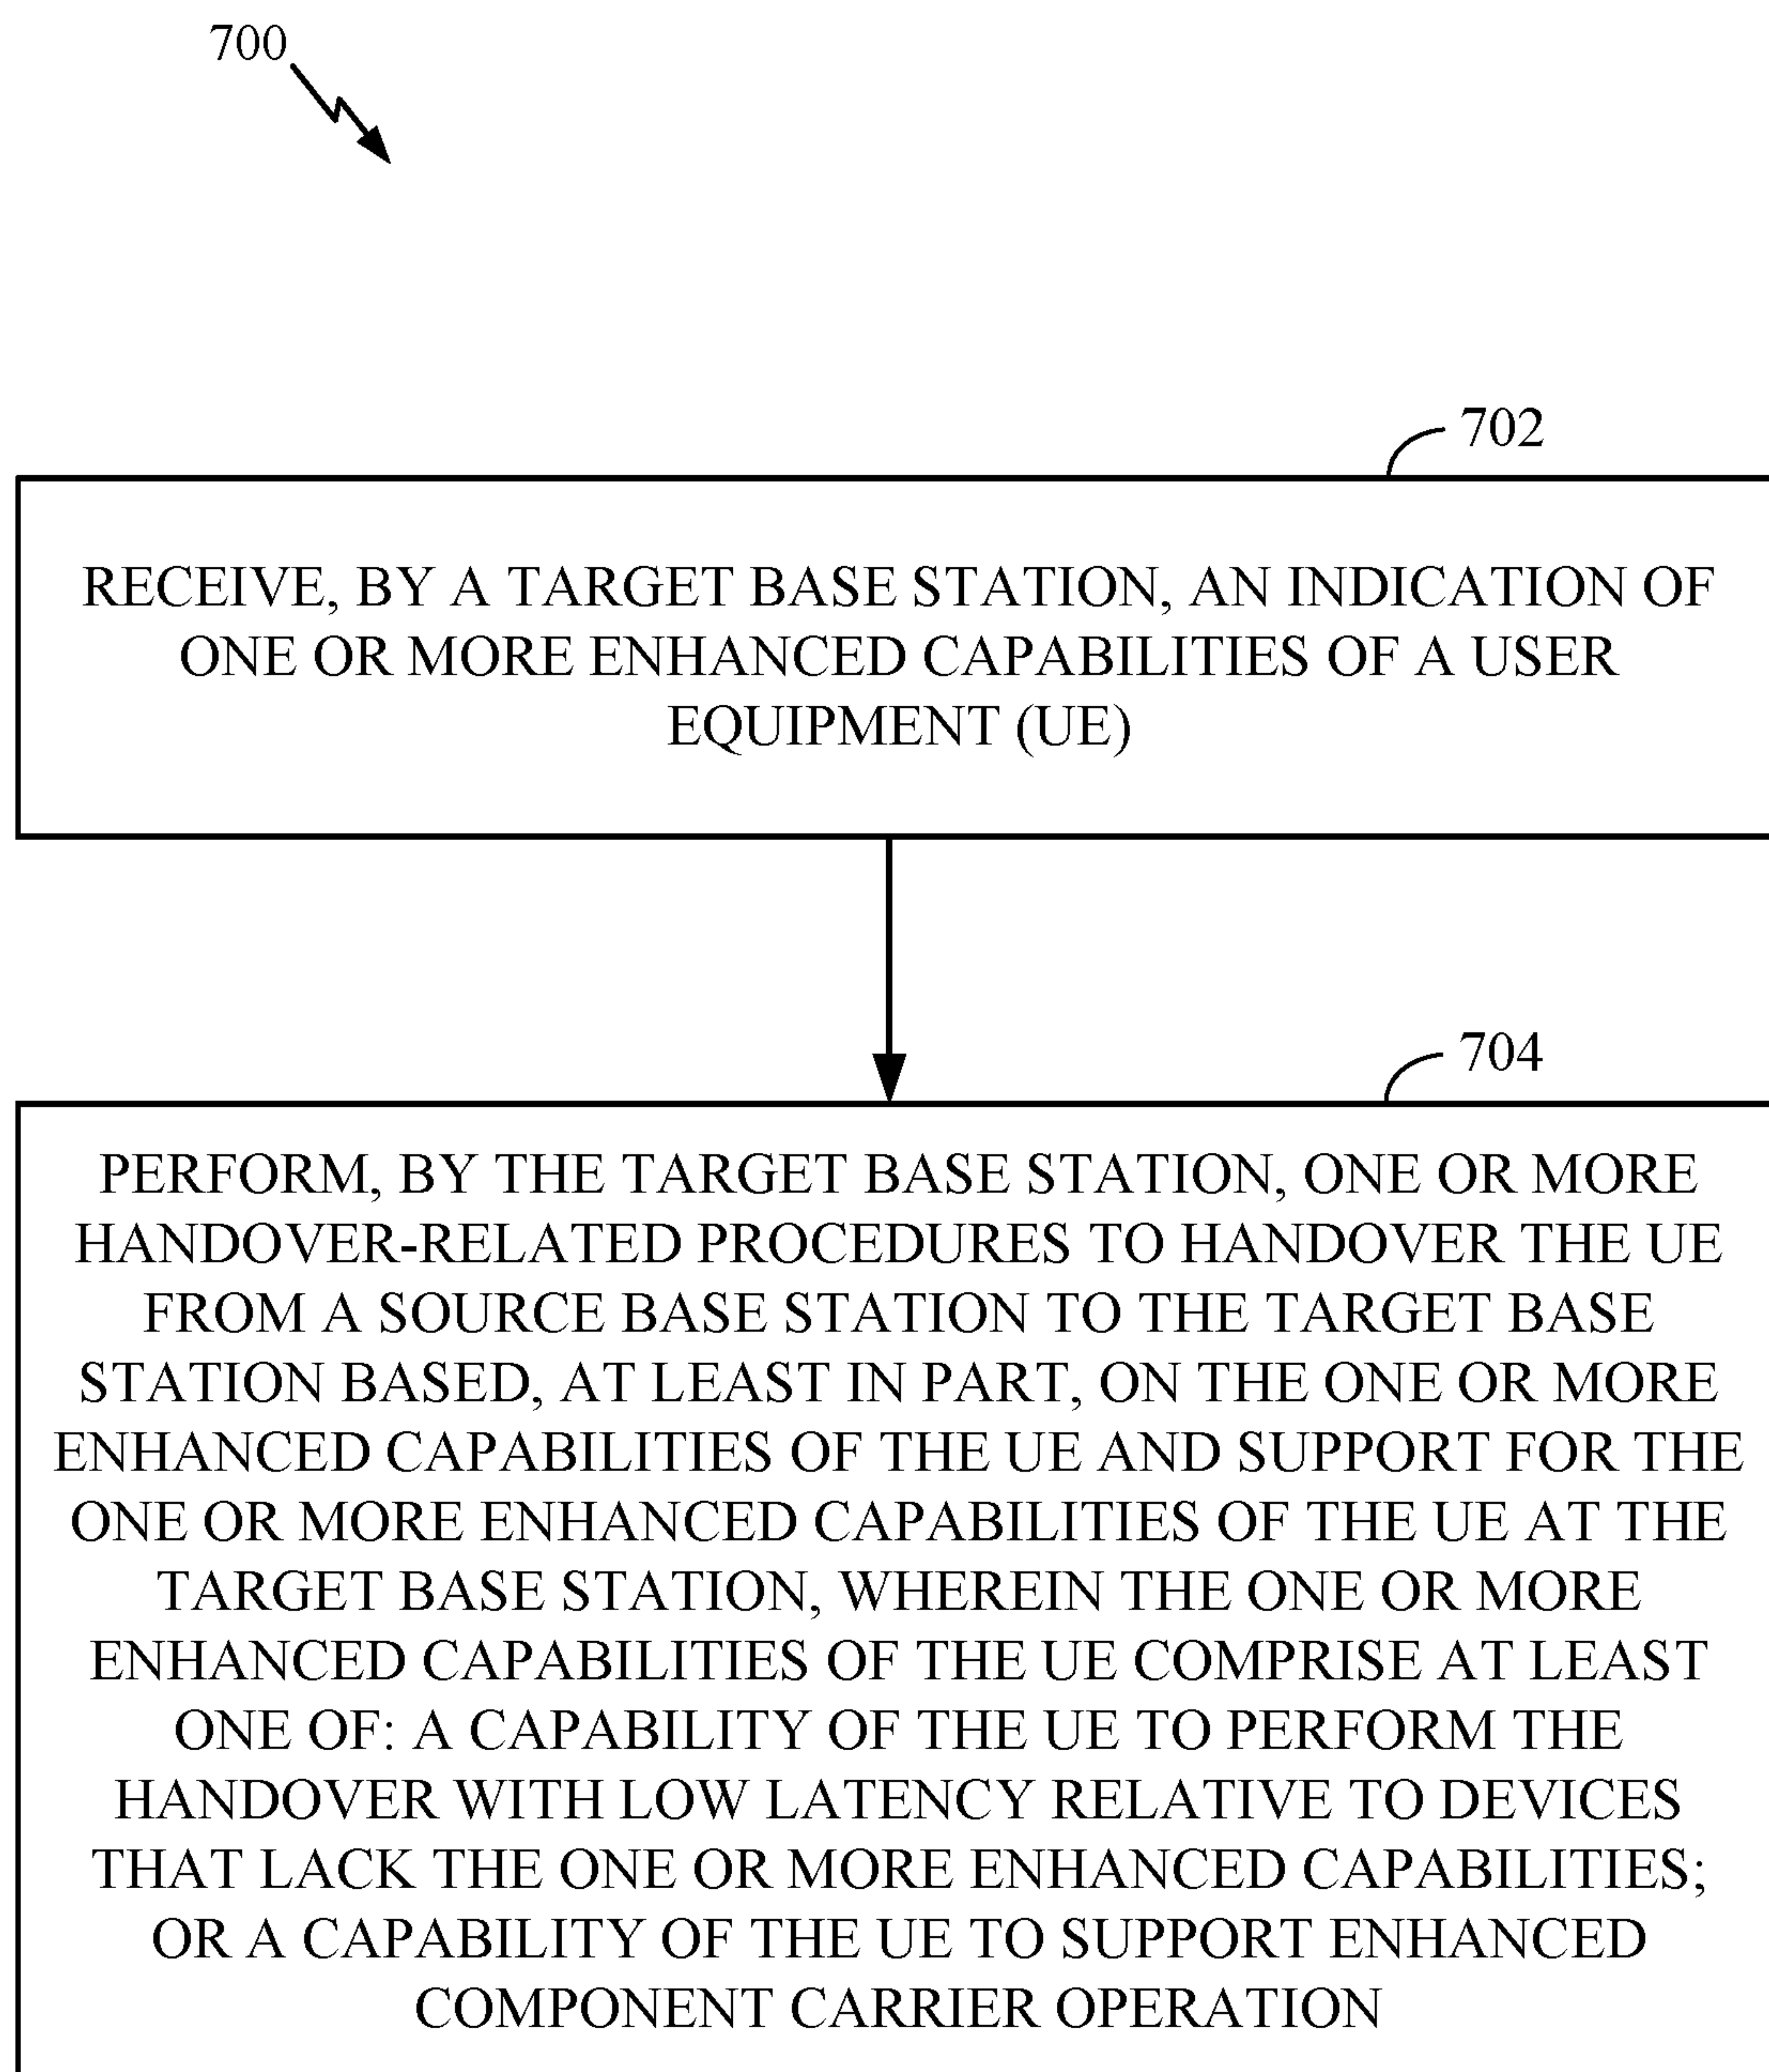 700
702
RECEIVE, BY A TARGET BASE STATION, AN INDICATION OF
ONE OR MORE ENHANCED CAPABILITIES OF A USER
EQUIPMENT (UE)
704
PERFORM, BY THE TARGET BASE STATION, ONE OR MORE
HANDOVER-RELATED PROCEDURES TO HANDOVER THE UE
FROM A SOURCE BASE STATION TO THE TARGET BASE
STATION BASED, AT LEAST IN PART, ON THE ONE OR MORE
ENHANCED CAPABILITIES OF THE UE AND SUPPORT FOR THE
ONE OR MORE ENHANCED CAPABILITIES OF THE UE AT THE
TARGET BASE STATION, WHEREIN THE ONE OR MORE
ENHANCED CAPABILITIES OF THE UE COMPRISE AT LEAST
ONE OF: A CAPABILITY OF THE UE TO PERFORM THE
HANDOVER WITH LOW LATENCY RELATIVE TO DEVICES
THAT LACK THE ONE OR MORE ENHANCED CAPABILITIES;
OR A CAPABILITY OF THE UE TO SUPPORT ENHANCED
COMPONENT CARRIER OPERATION